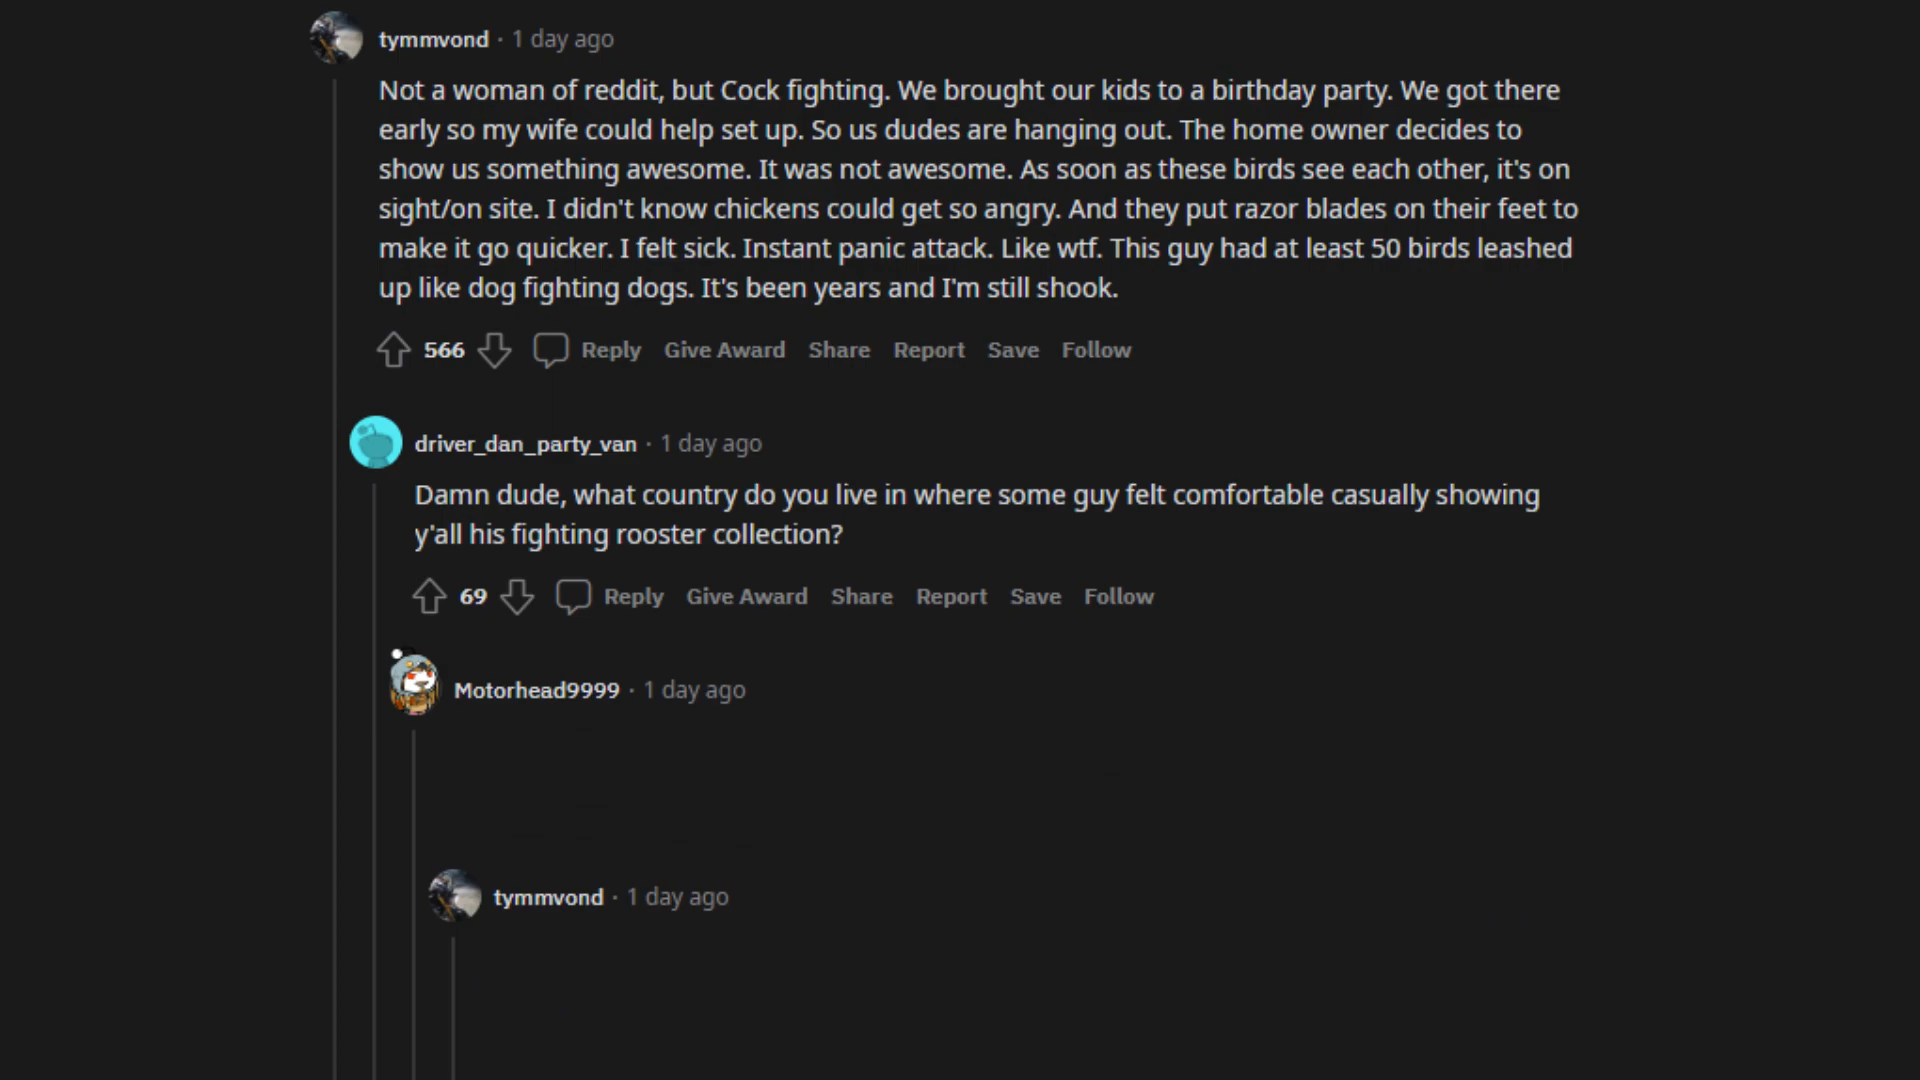 tymmvond · 1 day ago
Not a woman of reddit, but Cock fighting. We brought our kids to a birthday party. We got there
early so my wife could help set up. So us dudes are hanging out. The home owner decides to
show us something awesome. It was not awesome. As soon as these birds see each other, it's on
sight/on site. I didn't know chickens could get so angry. And they put razor blades on their feet to
make it go quicker. I felt sick. Instant panic attack. Like wtf. This guy had at least 50 birds leashed
up like dog fighting dogs. It's been years and I'm still shook.
566 Reply Give Award Share Report Save Follow
driver_dan_party_van · 1 day ago
Damn dude, what country do you live in where some guy felt comfortable casually showing
y'all his fighting rooster collection?
69 Reply Give Award Share Report Save Follow
Motorhead9999 · 1 day ago
tymmvond · 1 day ago